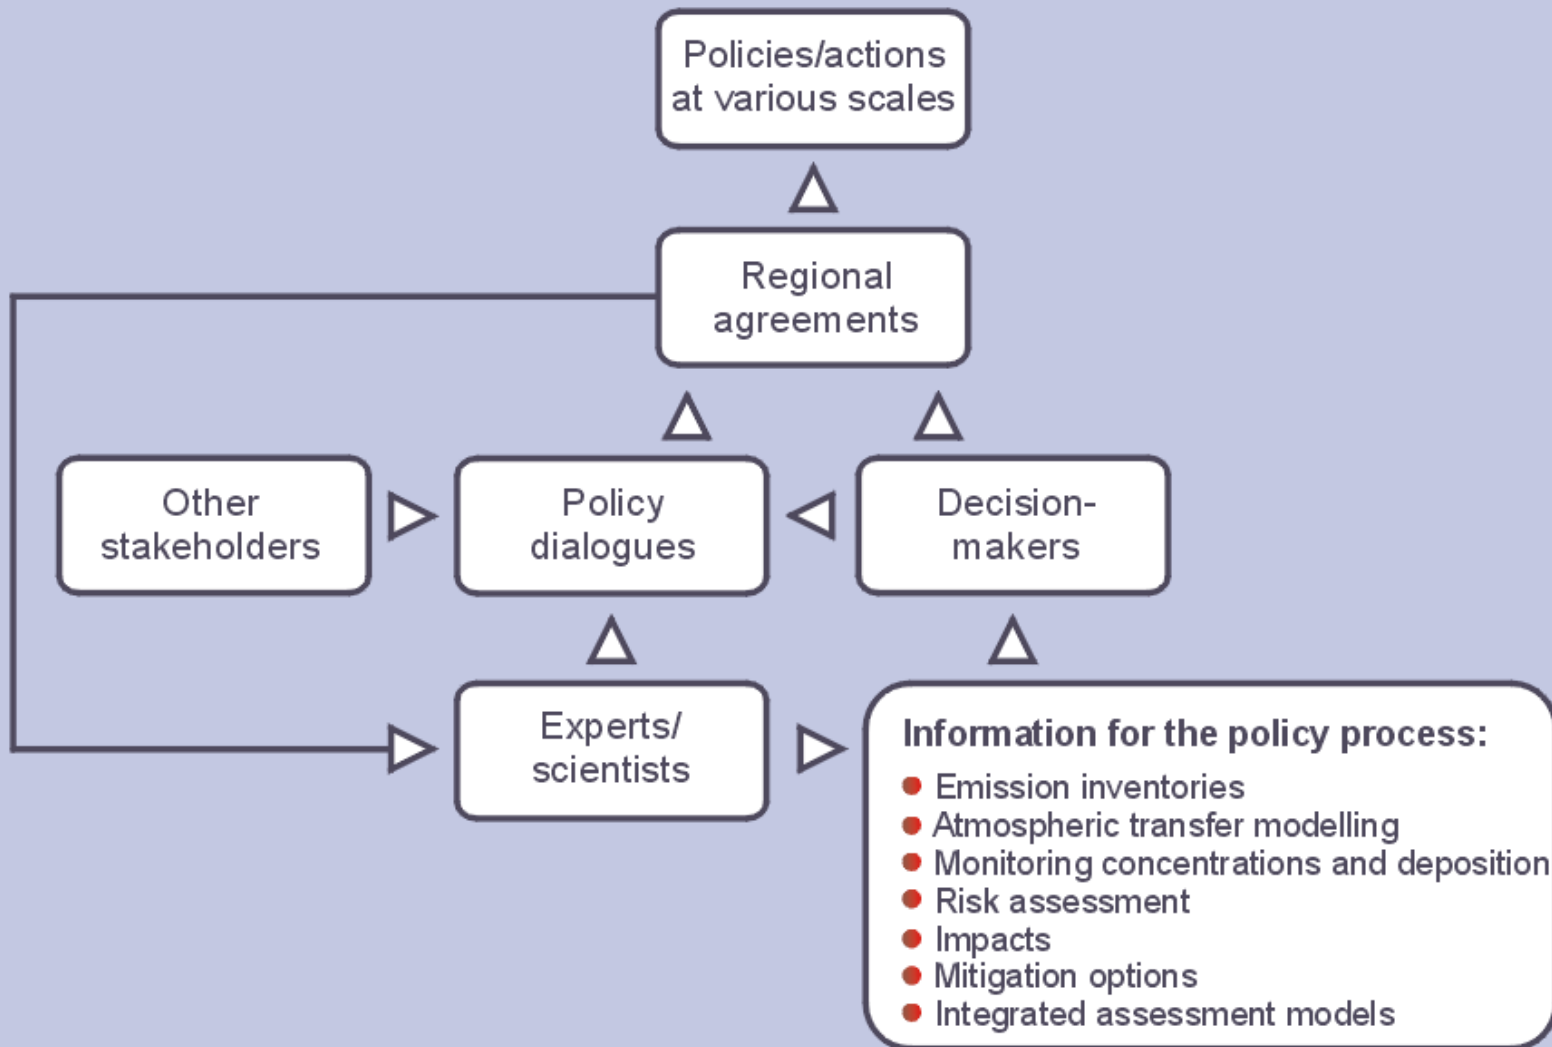 Policies/actions
at various scales
Regional
agreements
Other
stakeholders
Policy
dialogues
Decision-
makers
Experts/
scientists
Information for the policy process:
Emission inventories
Atmospheric transfer modelling
Monitoring concentrations and deposition
Risk assessment
Impacts
Mitigation options
Integrated assessment models